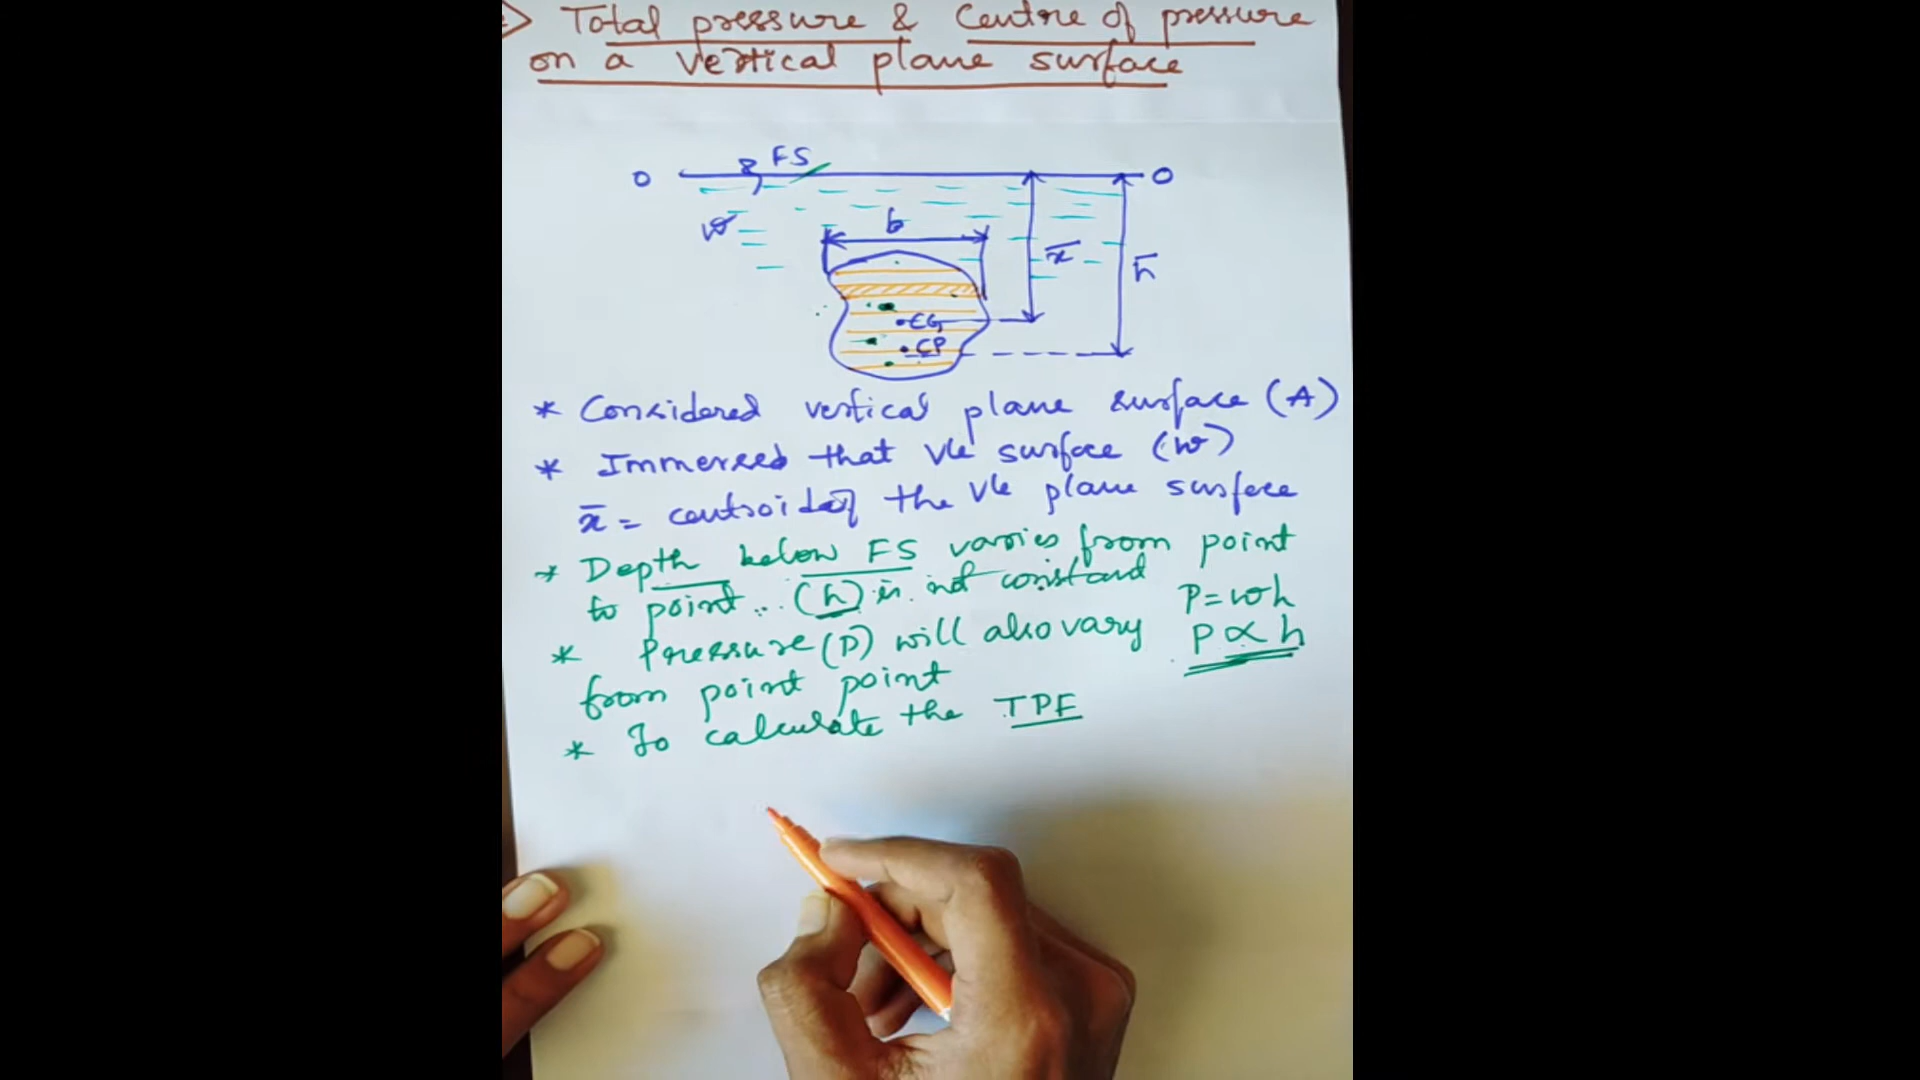 Total pressure & Centre of pressure
on a vertical plane surface
O FS O
w b x̄ h̄
CG
CP
* Considered vertical plane surface (A)
* Immersed that Vle surface (w)
x̄ = centroid of the Vle plane surface
* Depth below FS varies from point
to point .. (h) is not constant
P = wh
* Pressure (P) will also vary P ∝ h
from point point
* To calculate the TPF